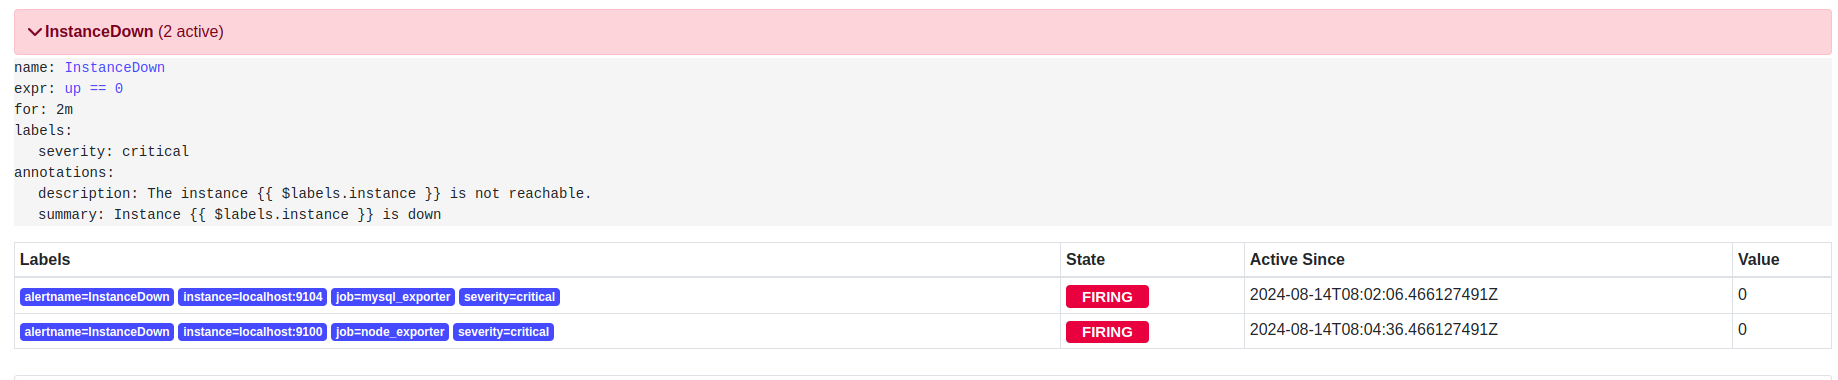 InstanceDown (2 active)
name: InstanceDown
expr: up == 0
for: 2m
labels:
severity: critical
annotations:
description: The instance {{ $labels.instance }} is not reachable.
summary: Instance {{ $labels.instance }} is down
Labels State Active Since Value
alertname=InstanceDown instance=localhost:9104 job=mysql_exporter severity=critical FIRING 2024-08-14T08:02:06.466127491Z 0
alertname=InstanceDown instance=localhost:9100 job=node_exporter severity=critical FIRING 2024-08-14T08:04:36.466127491Z 0